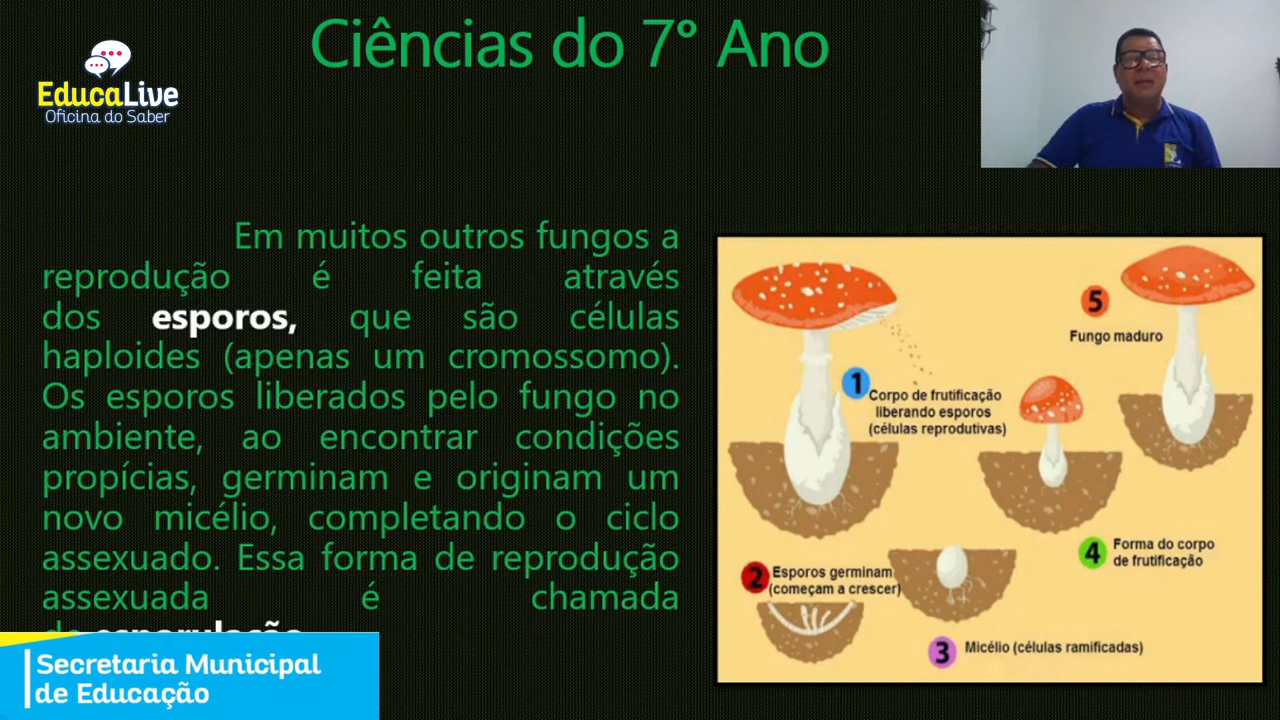 Ciências do 7° Ano
EducaLive
Oficina do Saber
Em muitos outros fungos a
reprodução é feita através
dos esporos, que são células
haploides (apenas um cromossomo).
Os esporos liberados pelo fungo no
ambiente, ao encontrar condições
propícias, germinam e originam um
novo micélio, completando o ciclo
assexuado. Essa forma de reprodução
assexuada é chamada
de esporulação
1
Corpo de frutificação
liberando esporos
(células reprodutivas)
5
Fungo maduro
2
Esporos germinam
(começam a crescer)
4
Forma do corpo
de frutificação
3
Micélio (células ramificadas)
Secretaria Municipal
de Educação